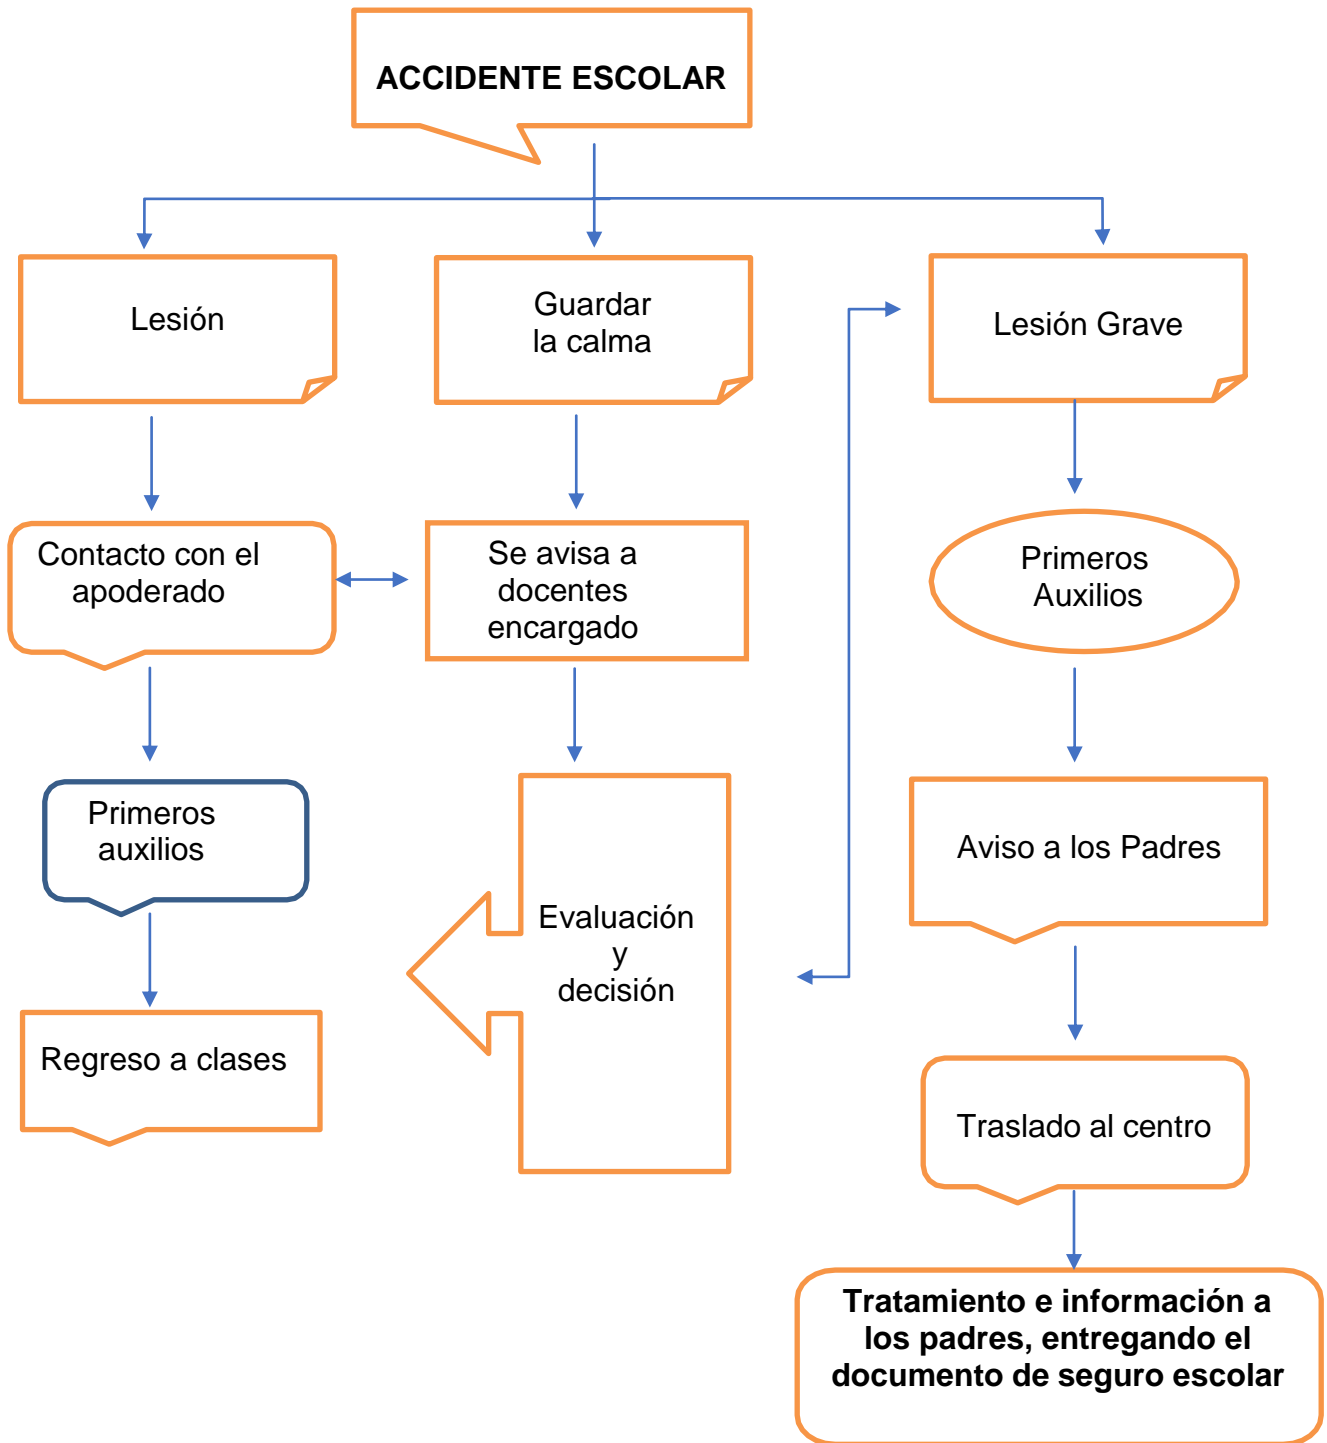 ACCIDENTE ESCOLAR
Lesión
Guardar
la calma
Lesión Grave
Contacto con el
apoderado
Se avisa a
docentes
encargado
Primeros
Auxilios
Primeros
auxilios
Evaluación
y
decisión
Aviso a los Padres
Regreso a clases
Traslado al centro
Tratamiento e información a
los padres, entregando el
documento de seguro escolar